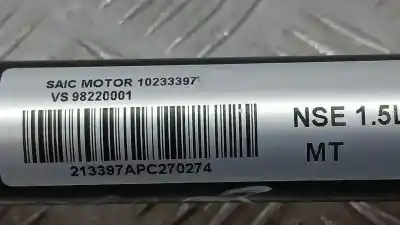 SAIC MOTOR 10233397
VS 98220001
213397APC270274
NSE 1.5L
MT